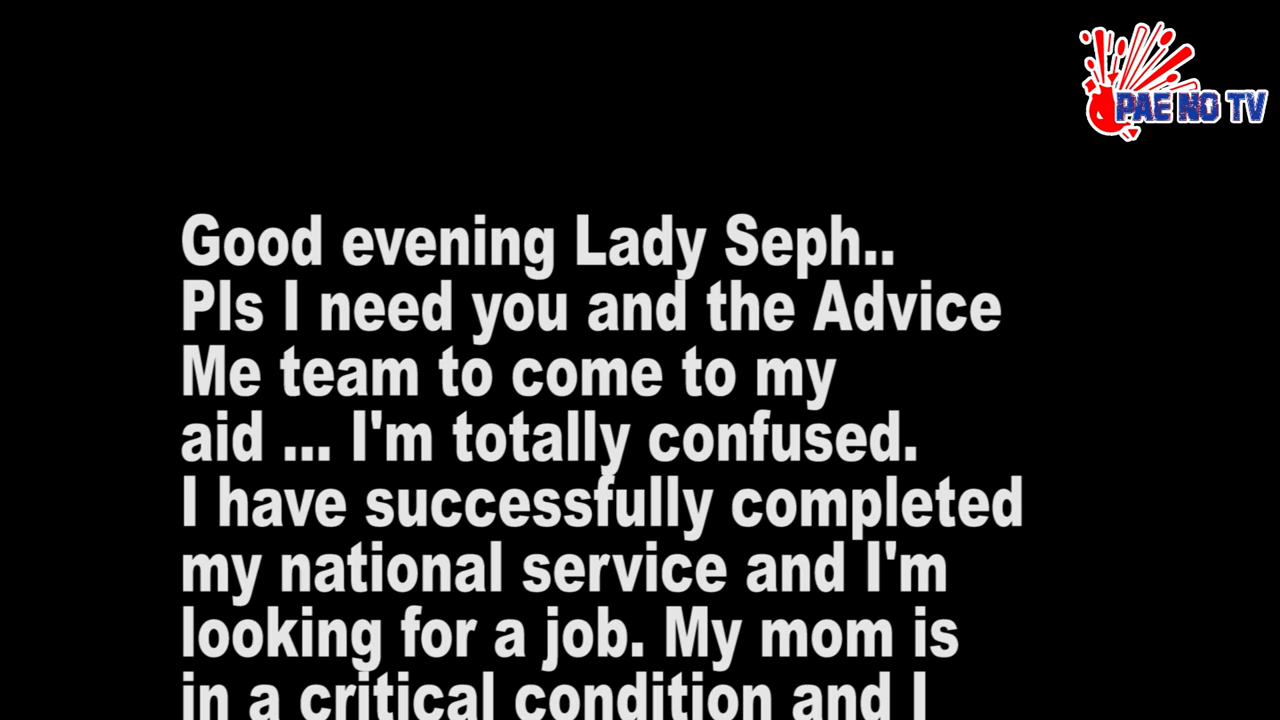 PAE NO TV
Good evening Lady Seph..
Pls I need you and the Advice
Me team to come to my
aid ... I'm totally confused.
I have successfully completed
my national service and I'm
looking for a job. My mom is
in a critical condition and I